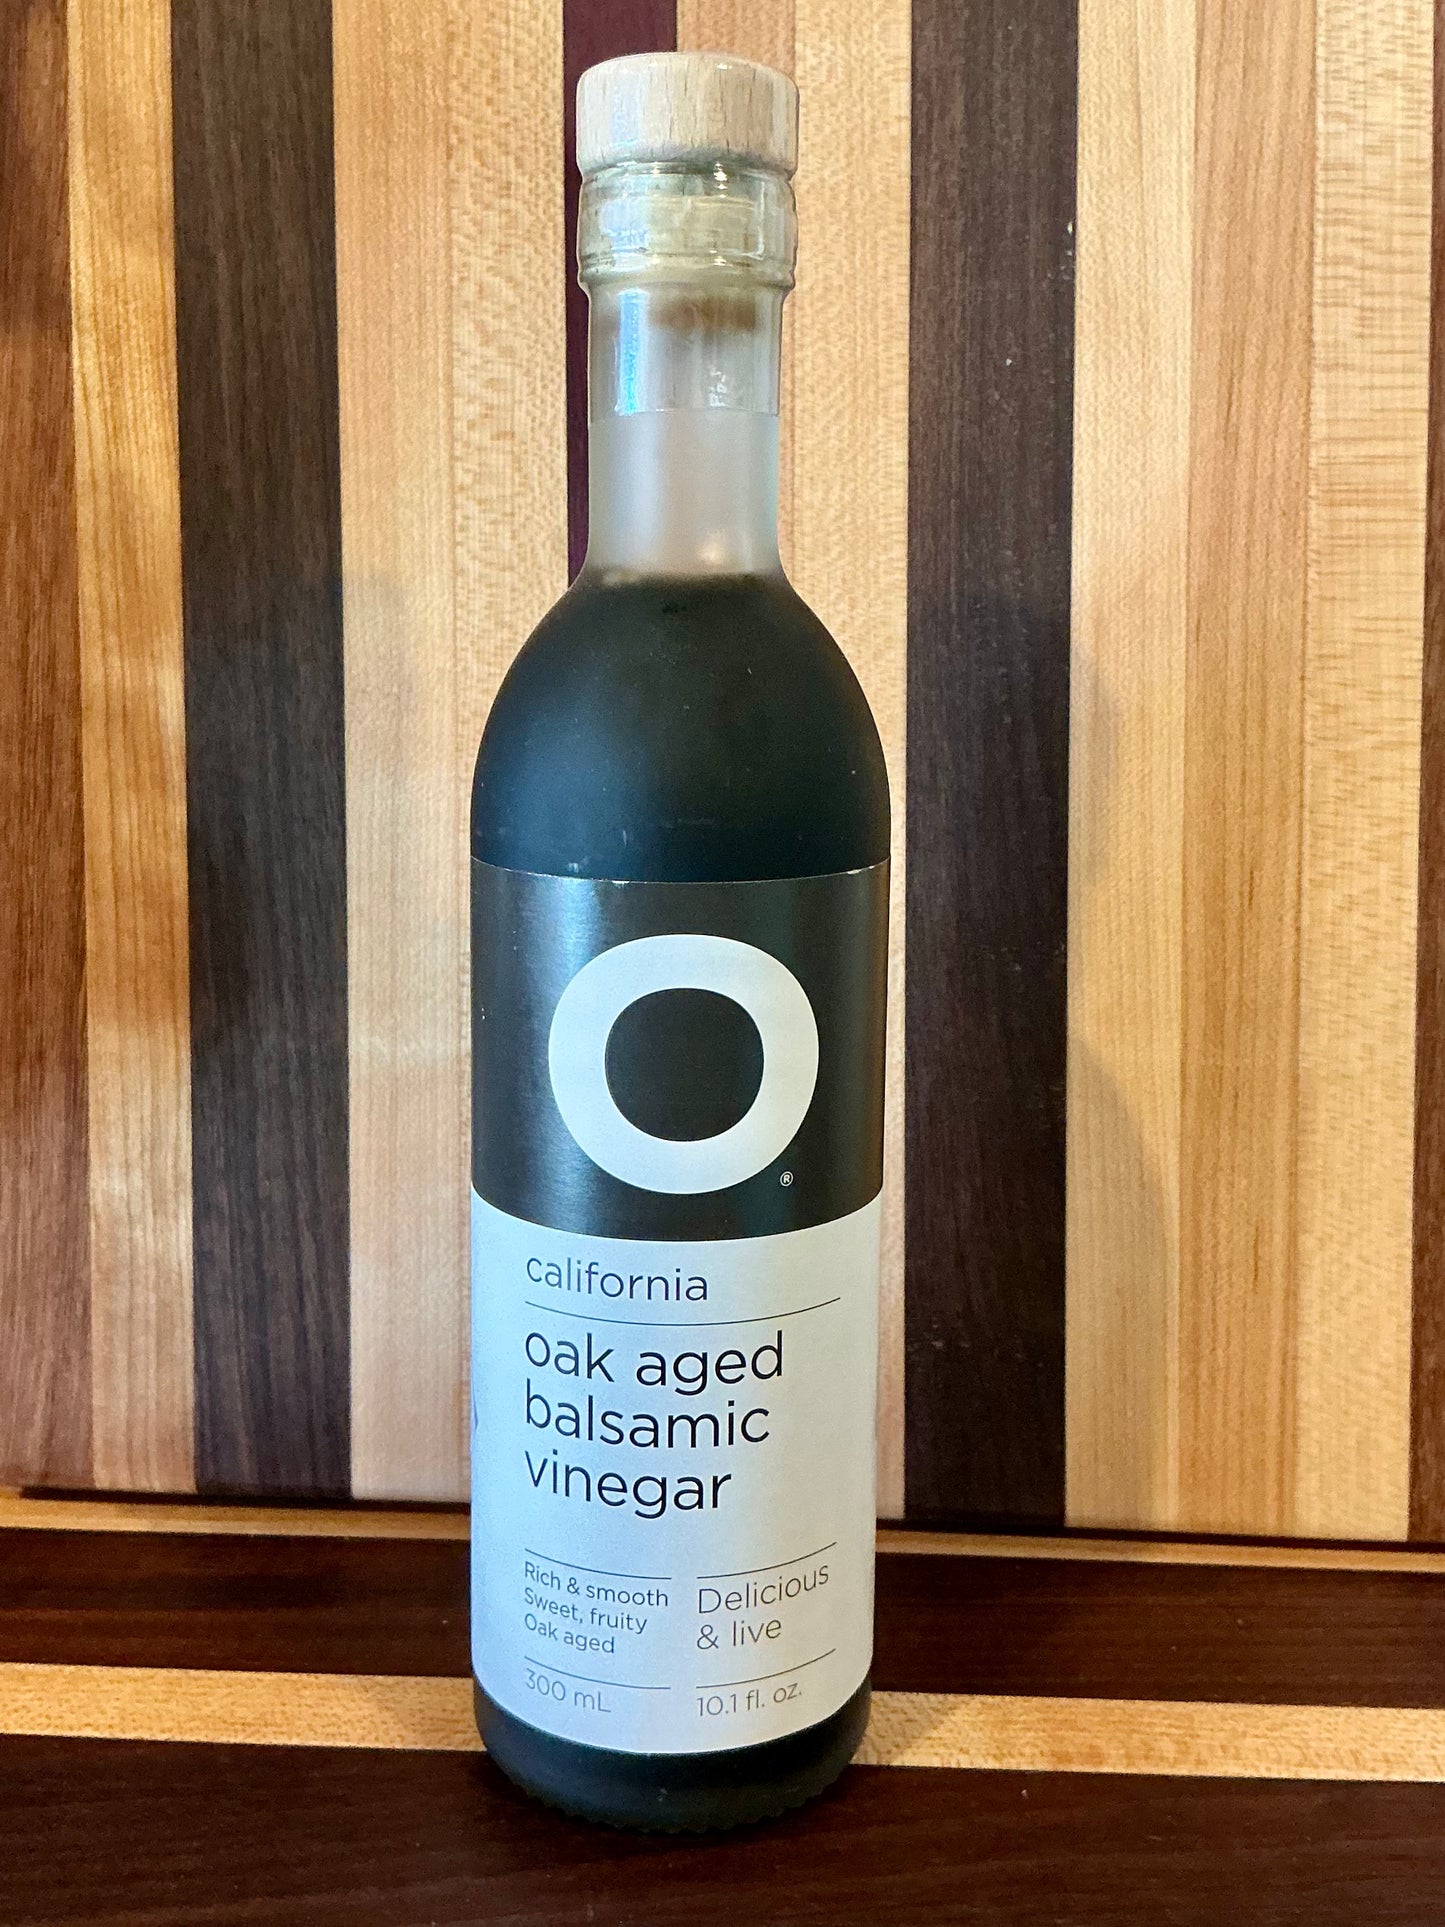 O
®
california
oak aged
balsamic
vinegar
Rich & smooth
Sweet, fruity
Oak aged
Delicious
& live
300 mL
10.1 fl. oz.